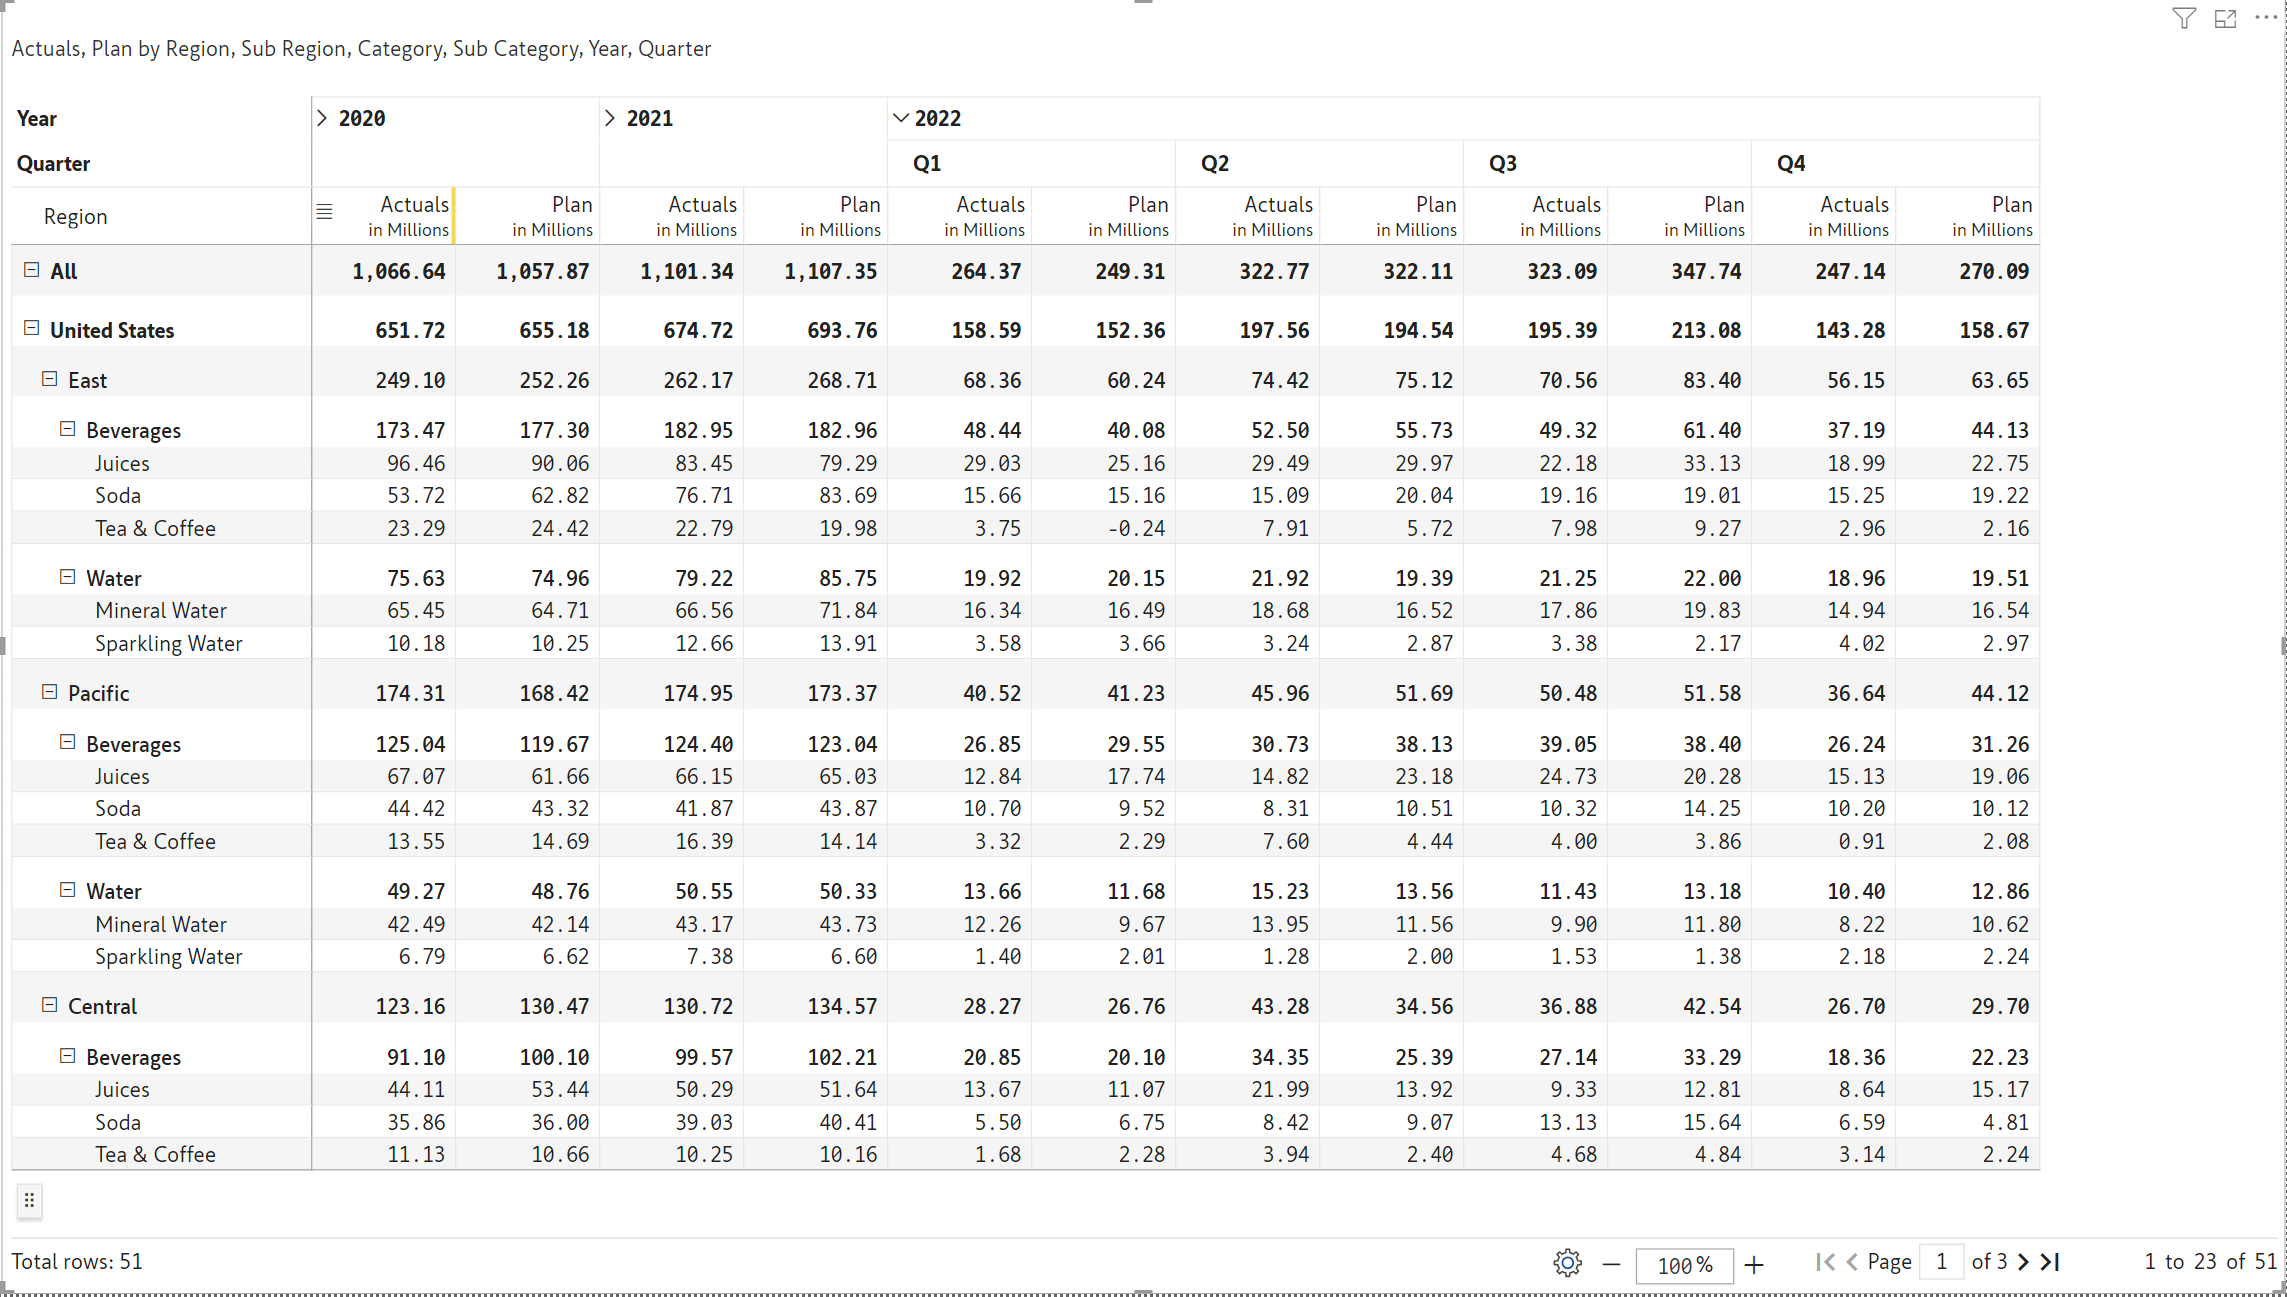 Actuals, Plan by Region, Sub Region, Category, Sub Category, Year, Quarter
Year 2020 2021 2022
Quarter Q1 Q2 Q3 Q4
Region Actuals Plan Actuals Plan Actuals Plan Actuals Plan Actuals Plan Actuals Plan
in Millions in Millions in Millions in Millions in Millions in Millions in Millions in Millions in Millions in Millions in Millions in Millions
All 1,066.64 1,057.87 1,101.34 1,107.35 264.37 249.31 322.77 322.11 323.09 347.74 247.14 270.09
United States 651.72 655.18 674.72 693.76 158.59 152.36 197.56 194.54 195.39 213.08 143.28 158.67
East 249.10 252.26 262.17 268.71 68.36 60.24 74.42 75.12 70.56 83.40 56.15 63.65
Beverages 173.47 177.30 182.95 182.96 48.44 40.08 52.50 55.73 49.32 61.40 37.19 44.13
Juices 96.46 90.06 83.45 79.29 29.03 25.16 29.49 29.97 22.18 33.13 18.99 22.75
Soda 53.72 62.82 76.71 83.69 15.66 15.16 15.09 20.04 19.16 19.01 15.25 19.22
Tea & Coffee 23.29 24.42 22.79 19.98 3.75 -0.24 7.91 5.72 7.98 9.27 2.96 2.16
Water 75.63 74.96 79.22 85.75 19.92 20.15 21.92 19.39 21.25 22.00 18.96 19.51
Mineral Water 65.45 64.71 66.56 71.84 16.34 16.49 18.68 16.52 17.86 19.83 14.94 16.54
Sparkling Water 10.18 10.25 12.66 13.91 3.58 3.66 3.24 2.87 3.38 2.17 4.02 2.97
Pacific 174.31 168.42 174.95 173.37 40.52 41.23 45.96 51.69 50.48 51.58 36.64 44.12
Beverages 125.04 119.67 124.40 123.04 26.85 29.55 30.73 38.13 39.05 38.40 26.24 31.26
Juices 67.07 61.66 66.15 65.03 12.84 17.74 14.82 23.18 24.73 20.28 15.13 19.06
Soda 44.42 43.32 41.87 43.87 10.70 9.52 8.31 10.51 10.32 14.25 10.20 10.12
Tea & Coffee 13.55 14.69 16.39 14.14 3.32 2.29 7.60 4.44 4.00 3.86 0.91 2.08
Water 49.27 48.76 50.55 50.33 13.66 11.68 15.23 13.56 11.43 13.18 10.40 12.86
Mineral Water 42.49 42.14 43.17 43.73 12.26 9.67 13.95 11.56 9.90 11.80 8.22 10.62
Sparkling Water 6.79 6.62 7.38 6.60 1.40 2.01 1.28 2.00 1.53 1.38 2.18 2.24
Central 123.16 130.47 130.72 134.57 28.27 26.76 43.28 34.56 36.88 42.54 26.70 29.70
Beverages 91.10 100.10 99.57 102.21 20.85 20.10 34.35 25.39 27.14 33.29 18.36 22.23
Juices 44.11 53.44 50.29 51.64 13.67 11.07 21.99 13.92 9.33 12.81 8.64 15.17
Soda 35.86 36.00 39.03 40.41 5.50 6.75 8.42 9.07 13.13 15.64 6.59 4.81
Tea & Coffee 11.13 10.66 10.25 10.16 1.68 2.28 3.94 2.40 4.68 4.84 3.14 2.24
Total rows: 51 100% Page 1 of 3 1 to 23 of 51